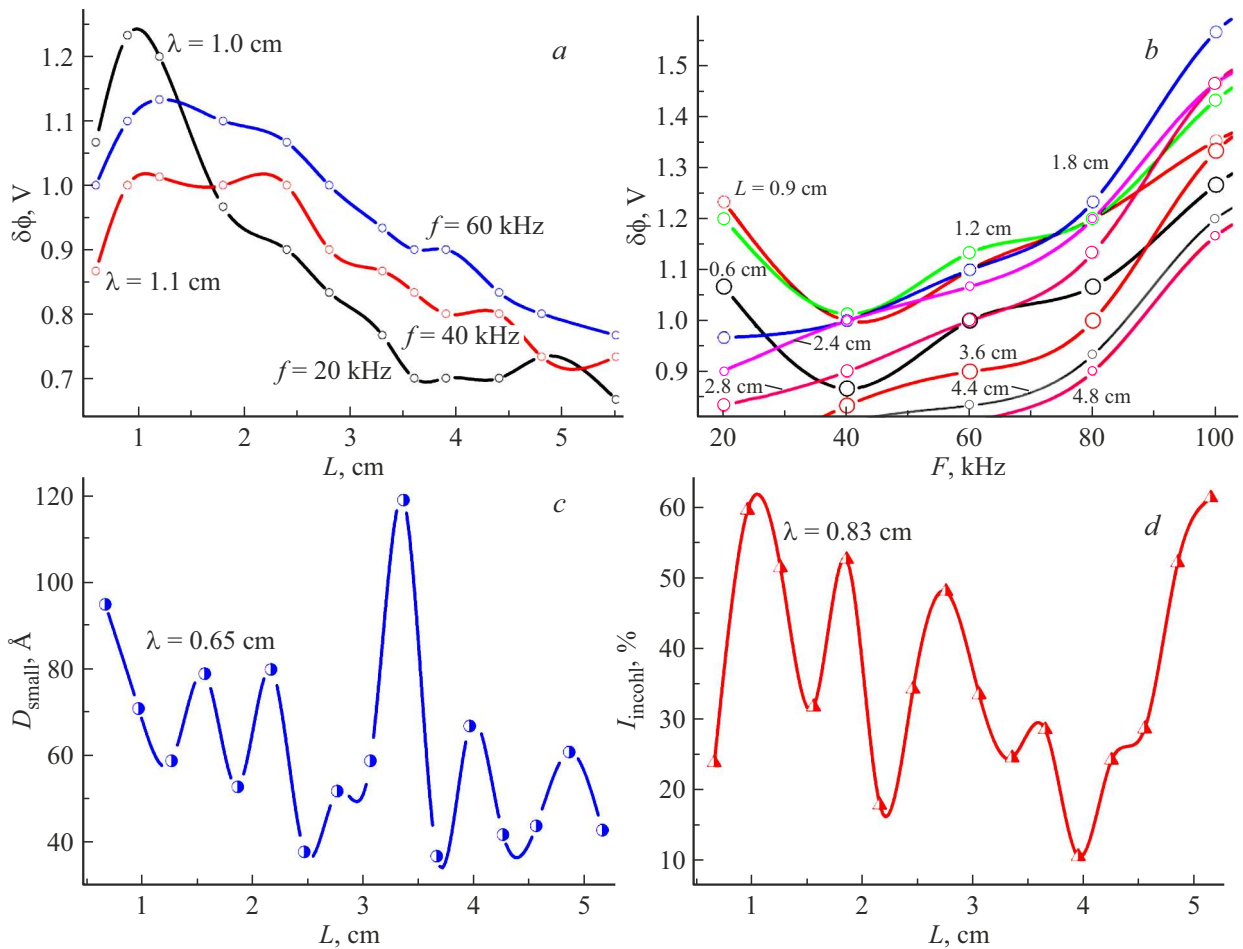 a
λ = 1.0 cm
1.2
1.1
1.0
0.9
0.8
0.7
δϕ, V
λ = 1.1 cm
f = 60 kHz
f = 40 kHz
f = 20 kHz
1 2 3 4 5
L, cm
b
1.5
1.4
1.3
1.2
1.1
1.0
0.9
δϕ, V
1.8 cm
L = 0.9 cm
1.2 cm
0.6 cm
2.4 cm
3.6 cm
2.8 cm
4.4 cm
4.8 cm
20 40 60 80 100
F, kHz
c
120
100
80
60
40
D small, Å
λ = 0.65 cm
1 2 3 4 5
L, cm
d
60
50
40
30
20
10
I incohl, %
λ = 0.83 cm
1 2 3 4 5
L, cm